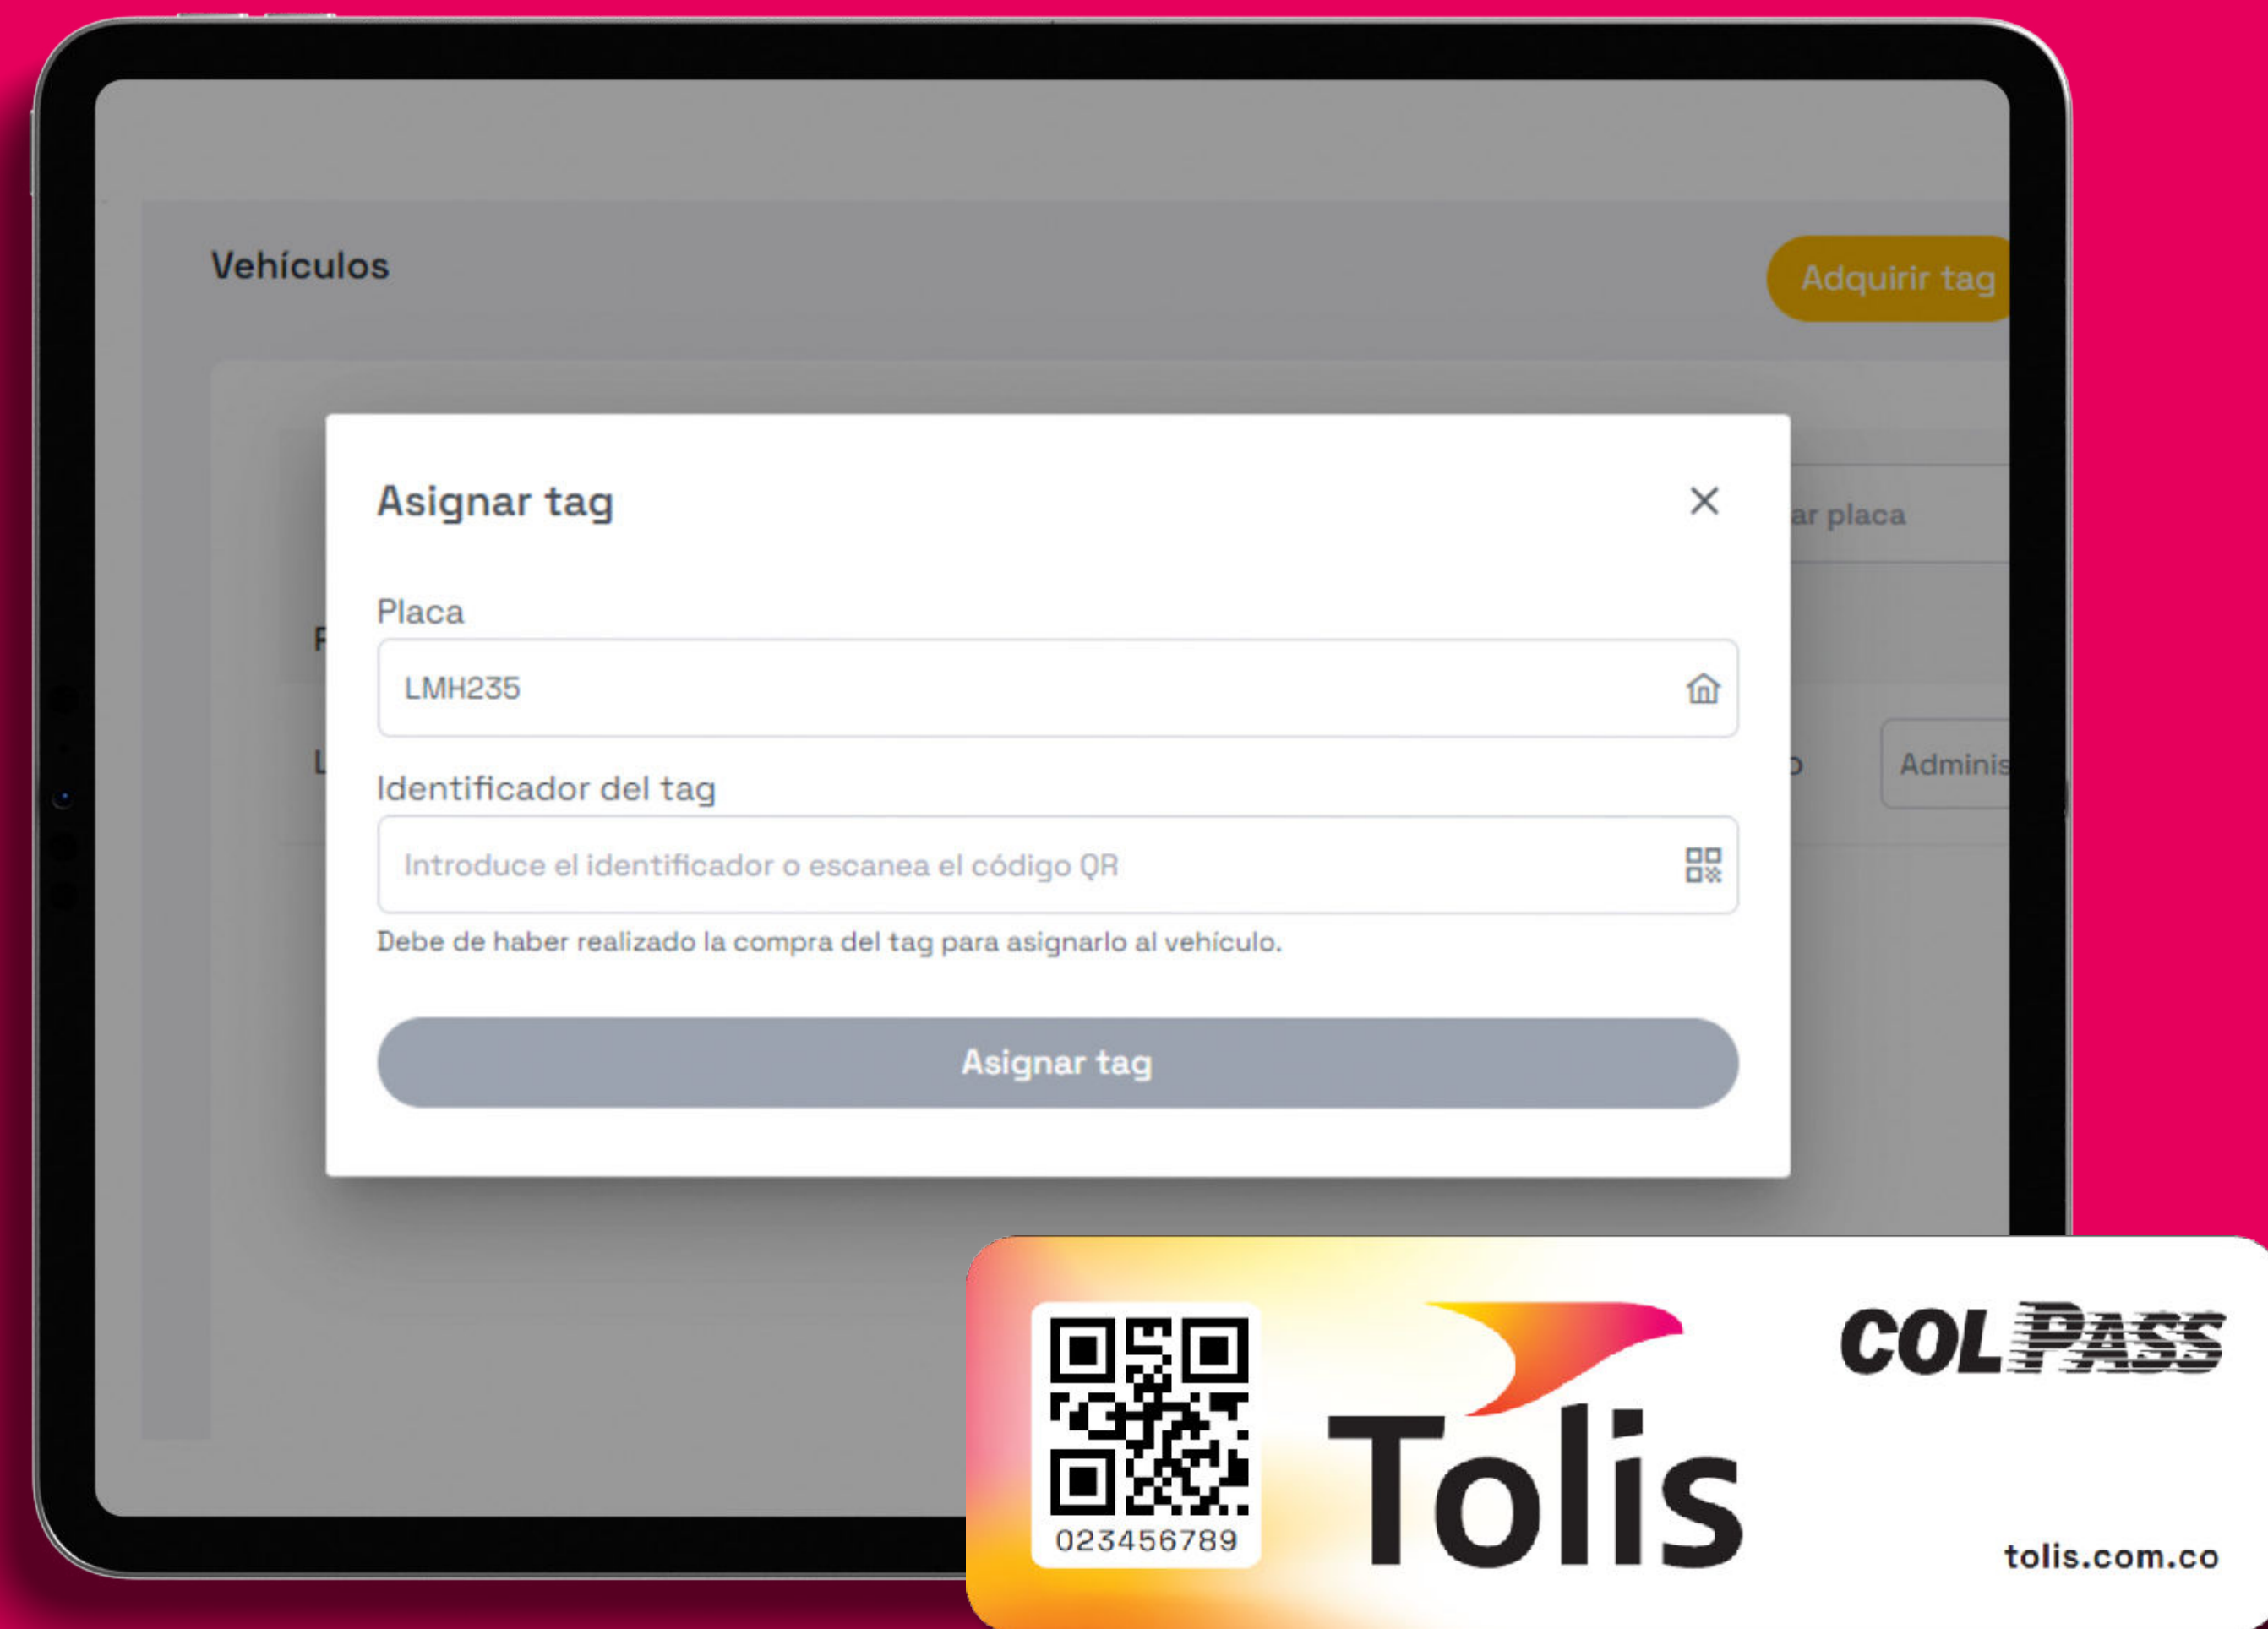 Vehículos
Adquirir tag
Asignar tag
ar placa
Placa
LMH235
Adminis
Identificador del tag
Introduce el identificador o escanea el código QR
Debe de haber realizado la compra del tag para asignarlo al vehículo.
Asignar tag
COLPASS
Tolis
023456789
tolis.com.co